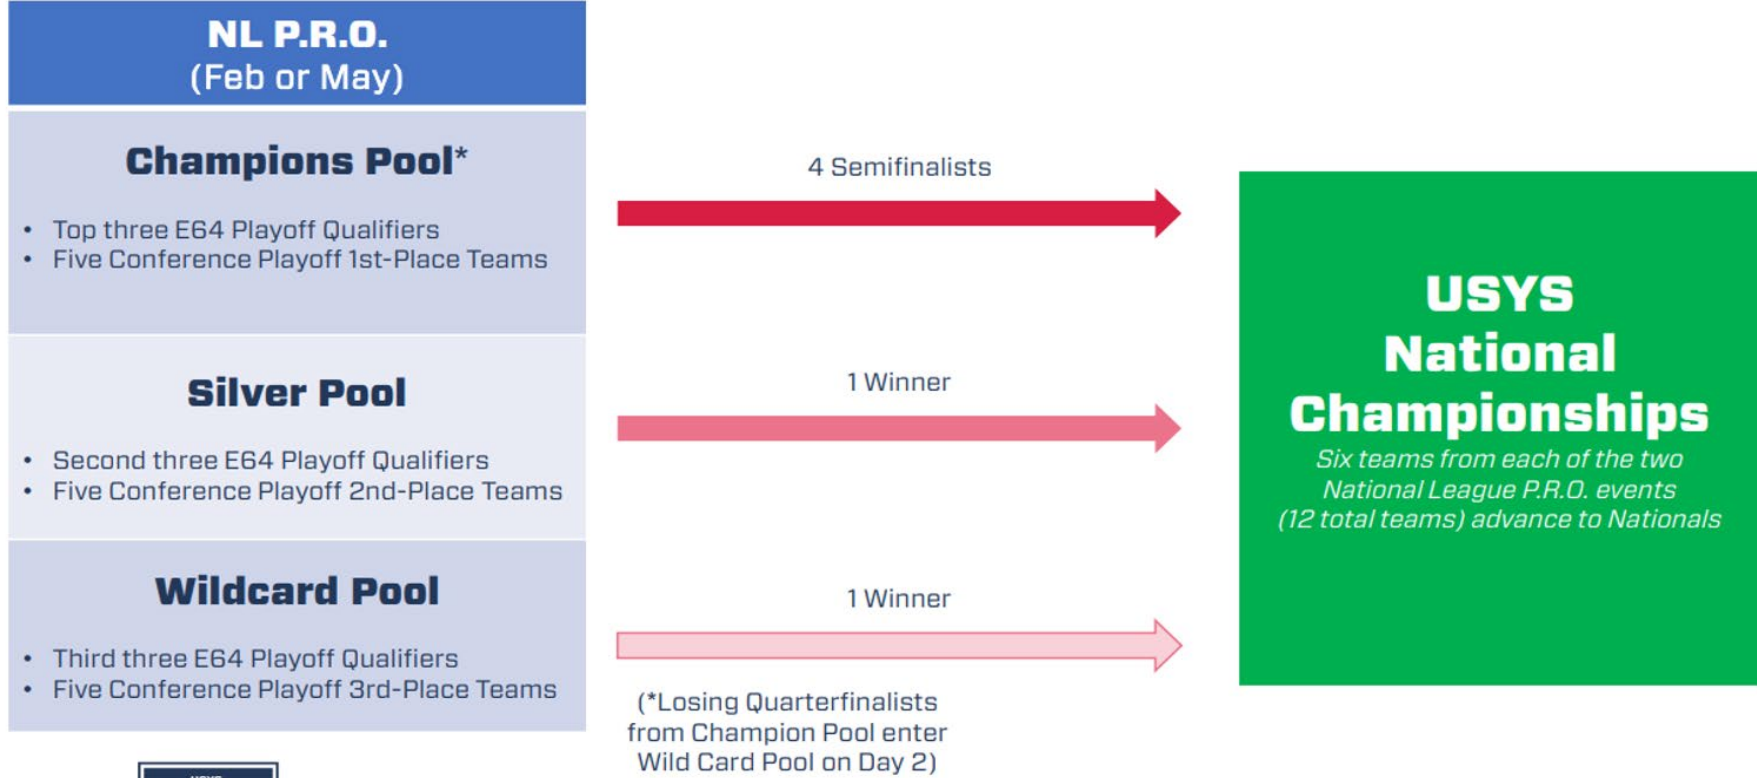 NL P.R.O.
(Feb or May)
Champions Pool*
• Top three E64 Playoff Qualifiers
• Five Conference Playoff 1st-Place Teams
4 Semifinalists
Silver Pool
• Second three E64 Playoff Qualifiers
• Five Conference Playoff 2nd-Place Teams
1 Winner
Wildcard Pool
• Third three E64 Playoff Qualifiers
• Five Conference Playoff 3rd-Place Teams
1 Winner
(*Losing Quarterfinalists
from Champion Pool enter
Wild Card Pool on Day 2)
USYS
National
Championships
Six teams from each of the two
National League P.R.O. events
(12 total teams) advance to Nationals